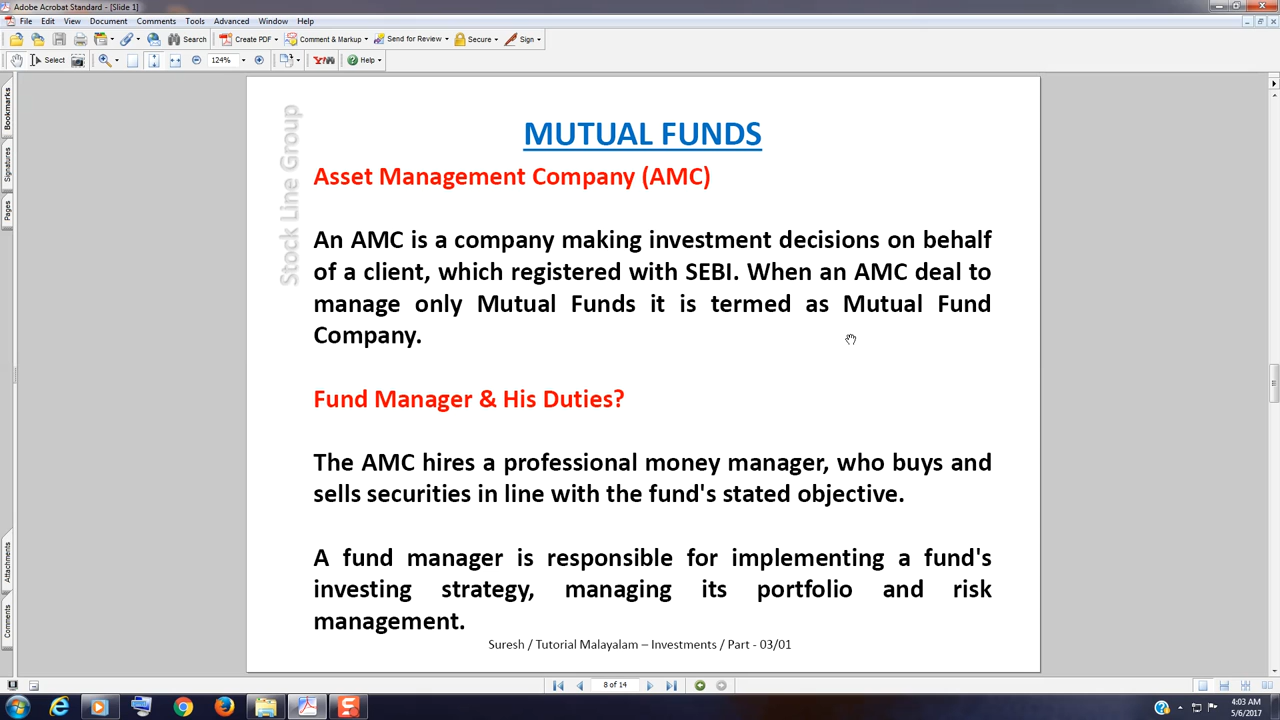 Adobe Acrobat Standard - [Slide 1]
File Edit View Document Comments Tools Advanced Window Help
Search Create PDF Comment & Markup Send for Review Secure Sign
Select 124% Y! Help
Bookmarks
Signatures
Pages
Attachments
Comments
Stock Line Group
MUTUAL FUNDS
Asset Management Company (AMC)
An AMC is a company making investment decisions on behalf
of a client, which registered with SEBI. When an AMC deal to
manage only Mutual Funds it is termed as Mutual Fund
Company.
Fund Manager & His Duties?
The AMC hires a professional money manager, who buys and
sells securities in line with the fund's stated objective.
A fund manager is responsible for implementing a fund's
investing strategy, managing its portfolio and risk
management.
Suresh / Tutorial Malayalam – Investments / Part - 03/01
8 of 14
4:03 AM
5/6/2017